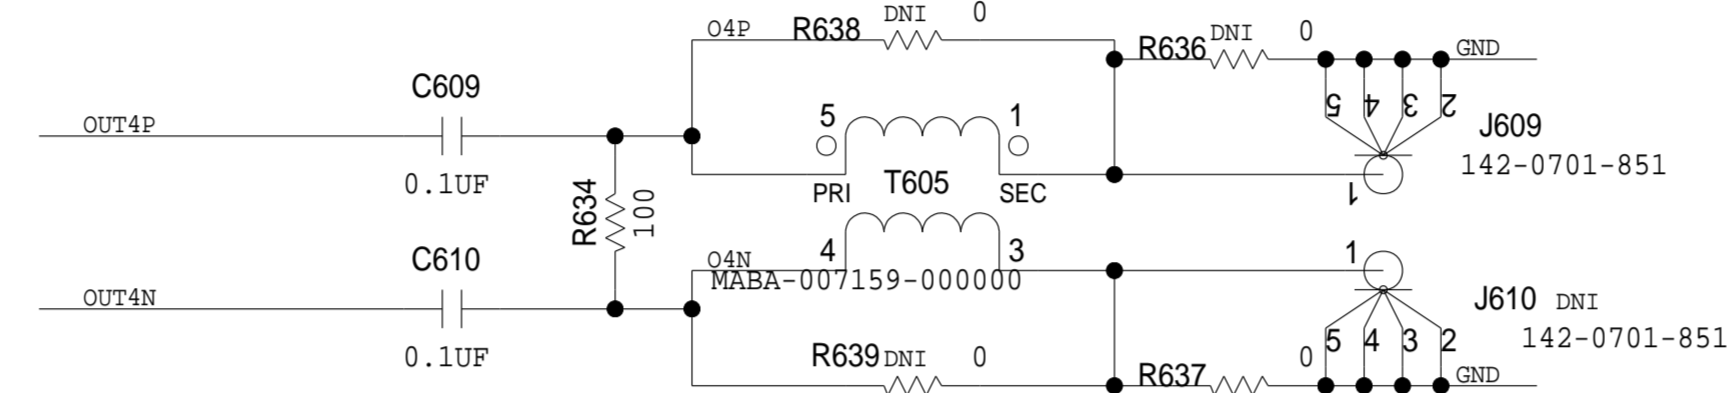 O4P R638 DNI 0
R636 DNI 0 GND
C609
OUT4P
0.1UF
5 1
5 4 3 2
J609
142-0701-851
PRI T605 SEC
1
R634
100
C610
OUT4N
0.1UF
4 3
O4N
MABA-007159-000000
1
J610 DNI
142-0701-851
5 4 3 2
R639 DNI 0
R637 0 GND